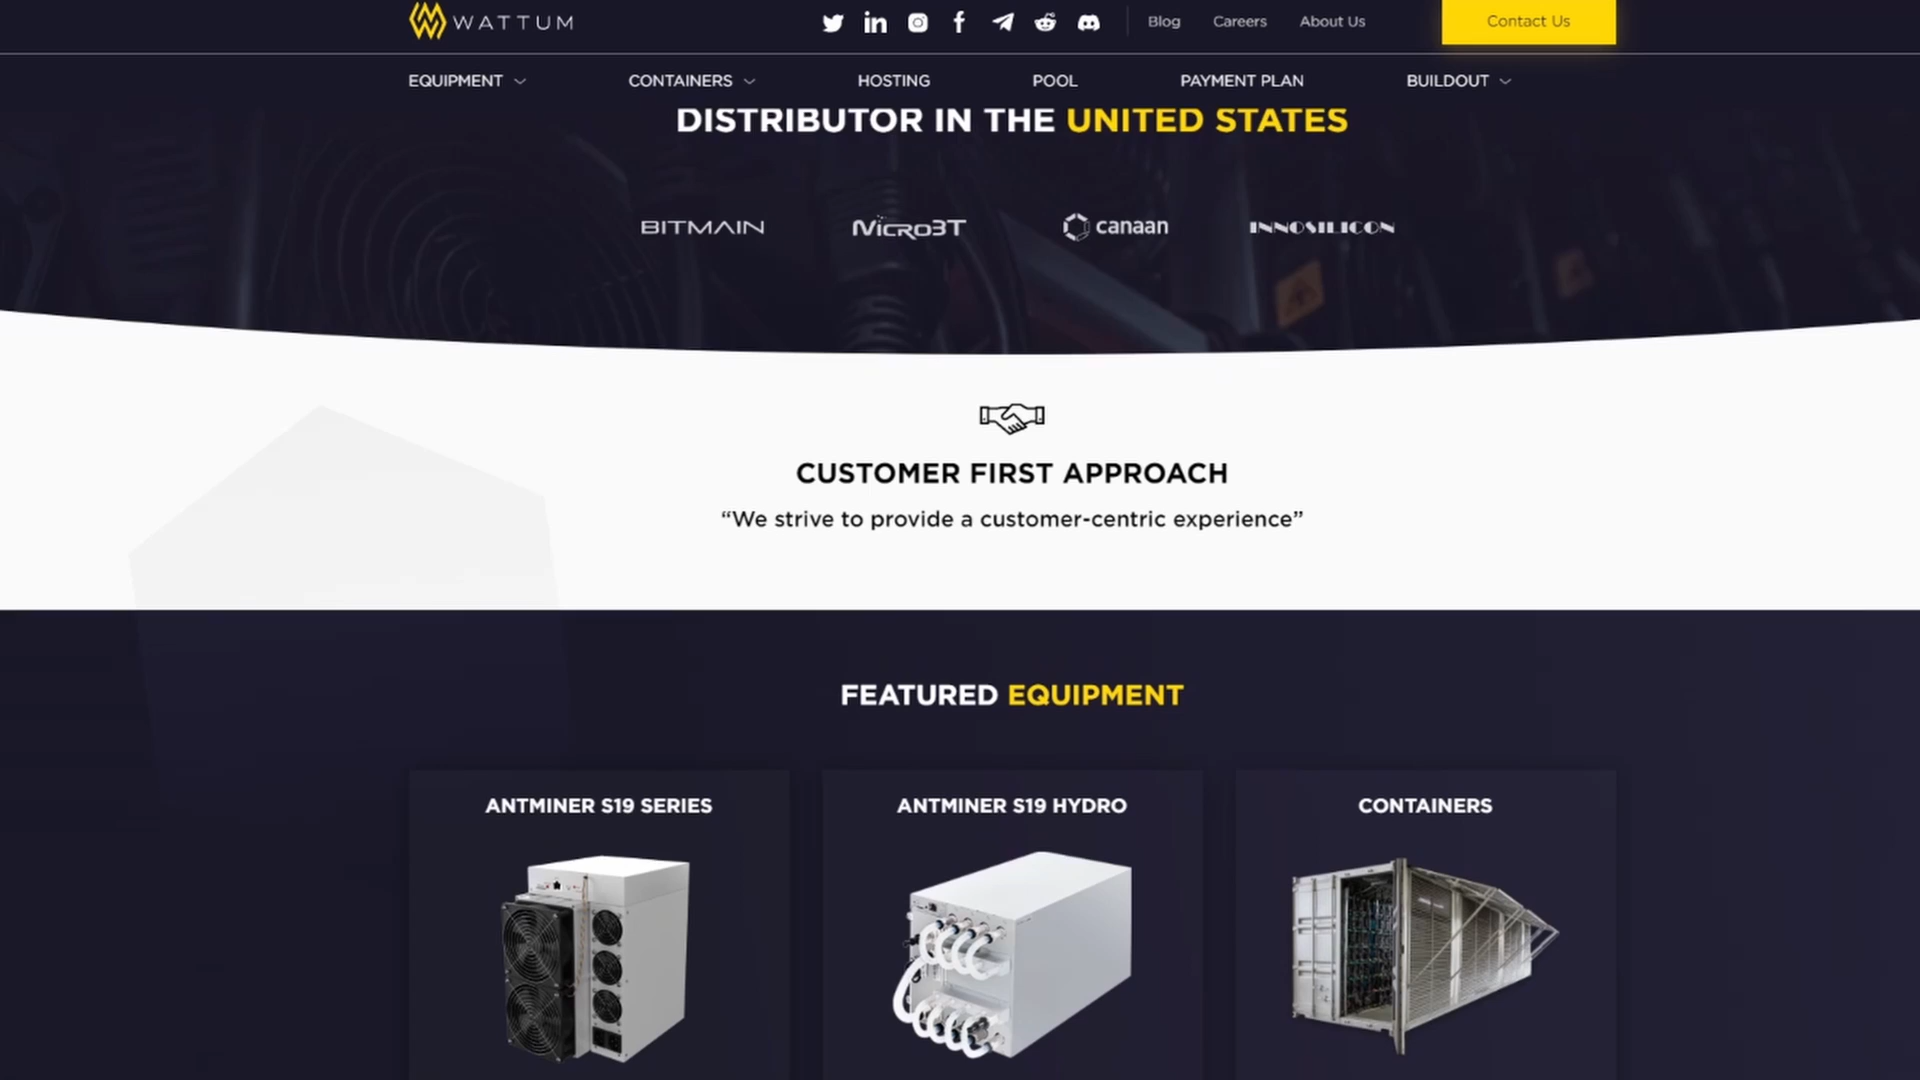 WATTUM
Blog
Careers
About Us
Contact Us
EQUIPMENT
CONTAINERS
HOSTING
POOL
PAYMENT PLAN
BUILDOUT
DISTRIBUTOR IN THE UNITED STATES
BITMAIN
MicroBT
canaan
INNOSILICON
CUSTOMER FIRST APPROACH
“We strive to provide a customer-centric experience”
FEATURED EQUIPMENT
ANTMINER S19 SERIES
ANTMINER S19 HYDRO
CONTAINERS